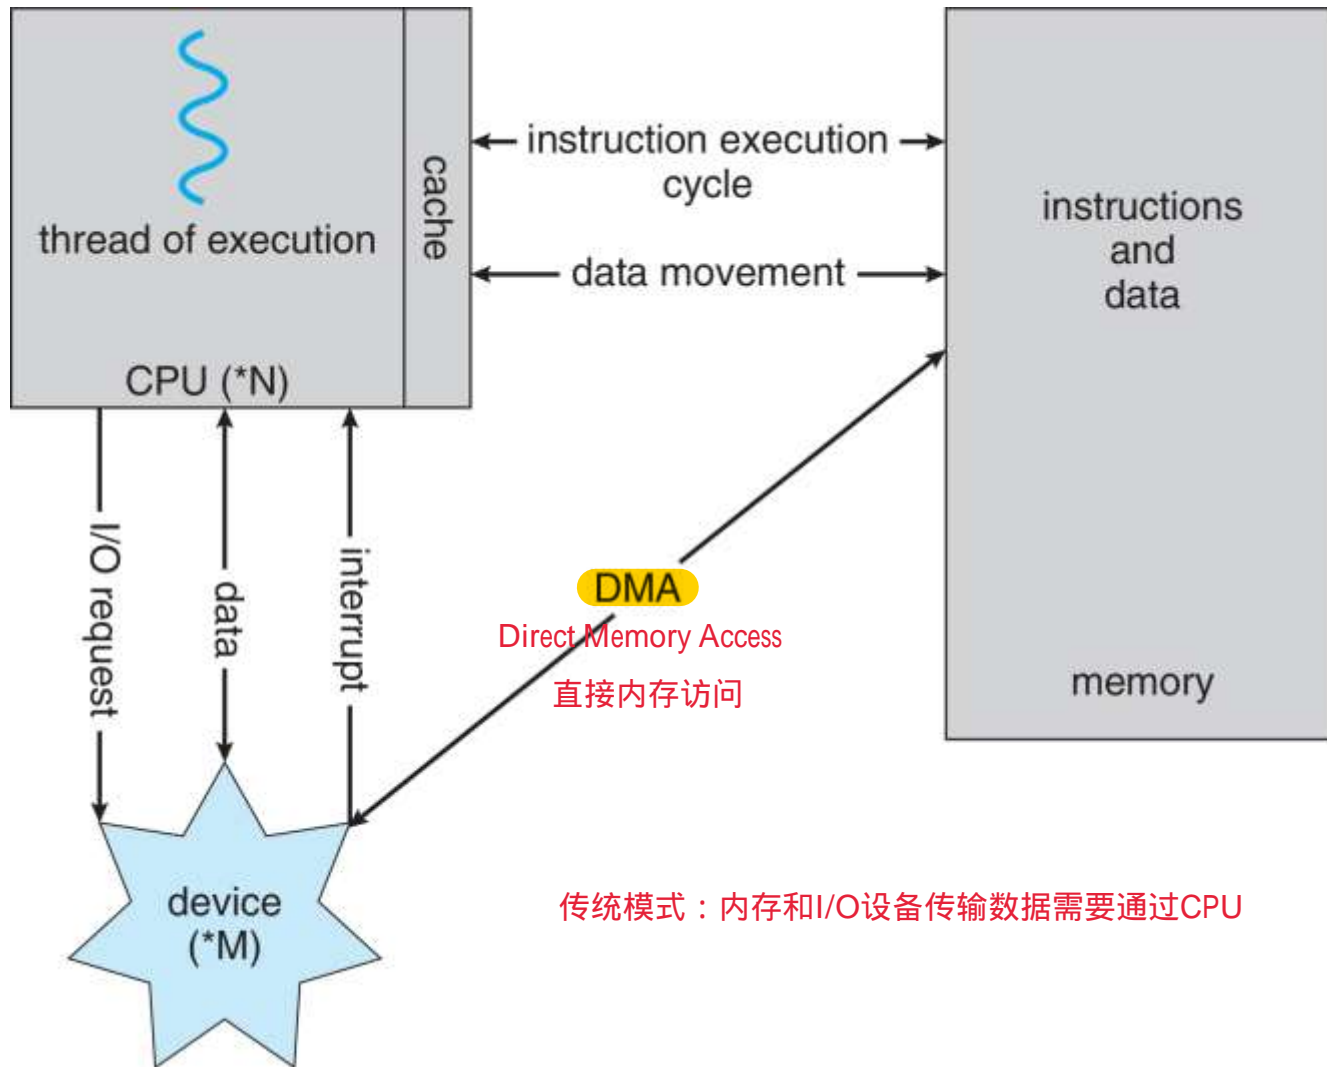 thread of execution
CPU (*N)
cache
instruction execution
cycle
data movement
instructions
and
data
memory
I/O request
data
interrupt
DMA
Direct Memory Access
直接内存访问
device
(*M)
传统模式：内存和I/O设备传输数据需要通过CPU